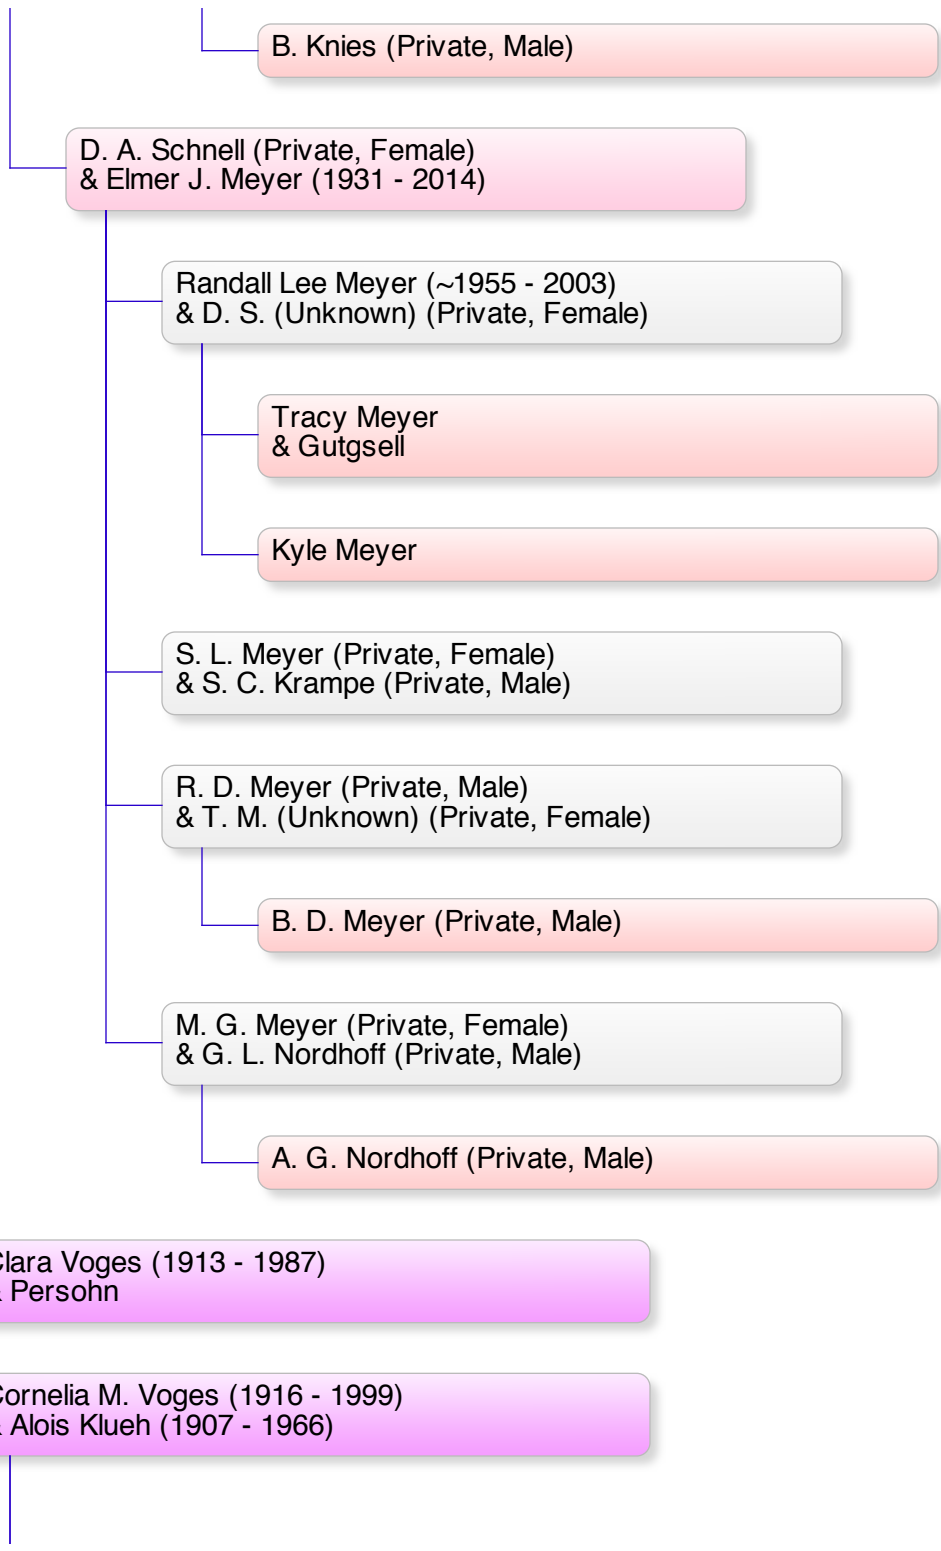 B. Knies (Private, Male)
D. A. Schnell (Private, Female)
& Elmer J. Meyer (1931 - 2014)
Randall Lee Meyer (~1955 - 2003)
& D. S. (Unknown) (Private, Female)
Tracy Meyer
& Gutgsell
Kyle Meyer
S. L. Meyer (Private, Female)
& S. C. Krampe (Private, Male)
R. D. Meyer (Private, Male)
& T. M. (Unknown) (Private, Female)
B. D. Meyer (Private, Male)
M. G. Meyer (Private, Female)
& G. L. Nordhoff (Private, Male)
A. G. Nordhoff (Private, Male)
Clara Voges (1913 - 1987)
& Persohn
Cornelia M. Voges (1916 - 1999)
& Alois Klueh (1907 - 1966)